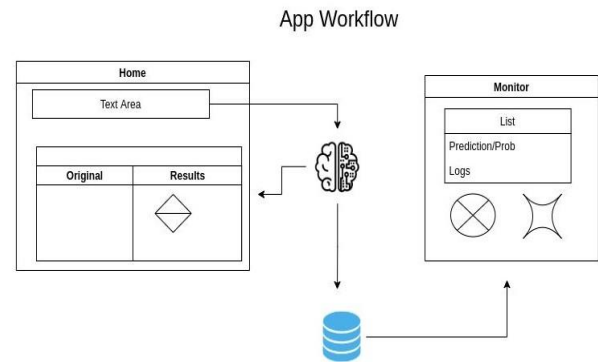 App Workflow
Home
Text Area
Original
Results
Monitor
List
Prediction/Prob
Logs